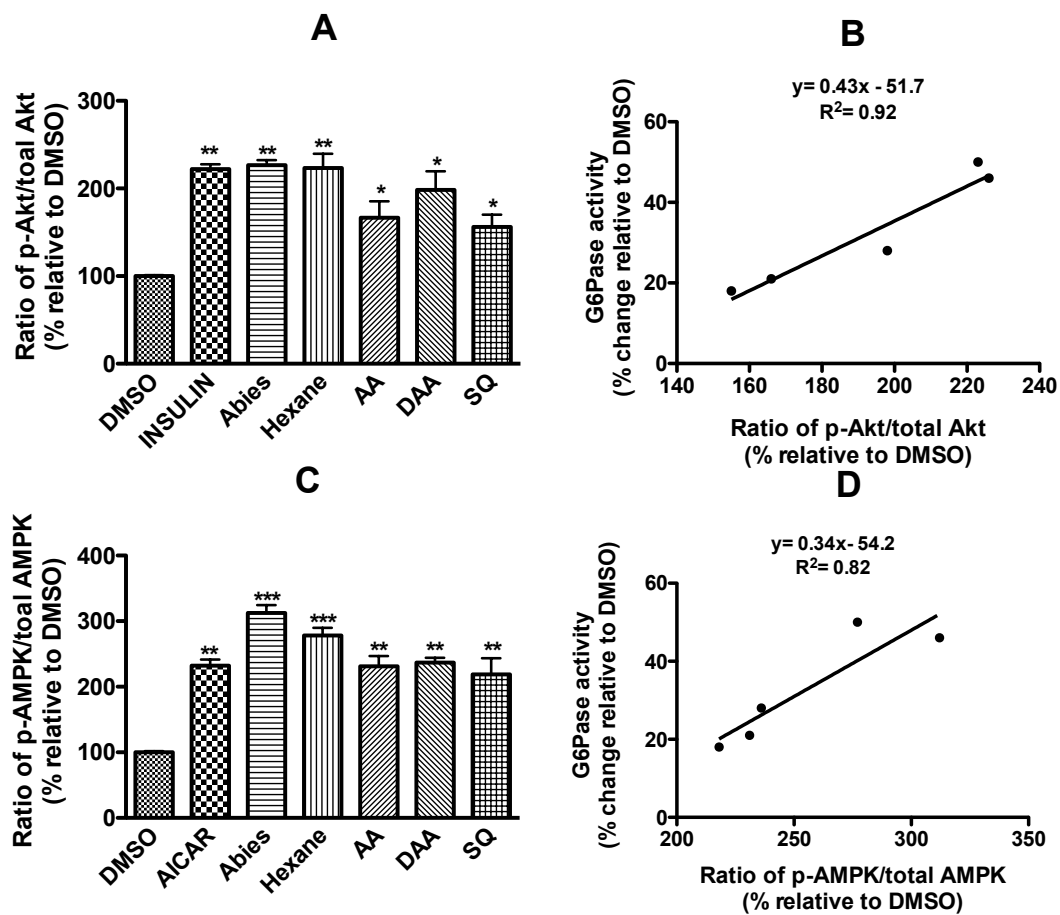 A
Ratio of p-Akt/toal Akt
(% relative to DMSO)
300
200
100
0
** ** ** * * *
DMSO
INSULIN
Abies
Hexane
AA
DAA
SQ
B
y= 0.43x - 51.7
R²= 0.92
G6Pase activity
(% change relative to DMSO)
60
40
20
0
140 160 180 200 220 240
Ratio of p-Akt/total Akt
(% relative to DMSO)
C
Ratio of p-AMPK/toal AMPK
(% relative to DMSO)
400
300
200
100
0
** *** *** ** ** **
DMSO
AICAR
Abies
Hexane
AA
DAA
SQ
D
y= 0.34x- 54.2
R²= 0.82
G6Pase activity
(% change relative to DMSO)
60
40
20
0
200 250 300 350
Ratio of p-AMPK/total AMPK
(% relative to DMSO)